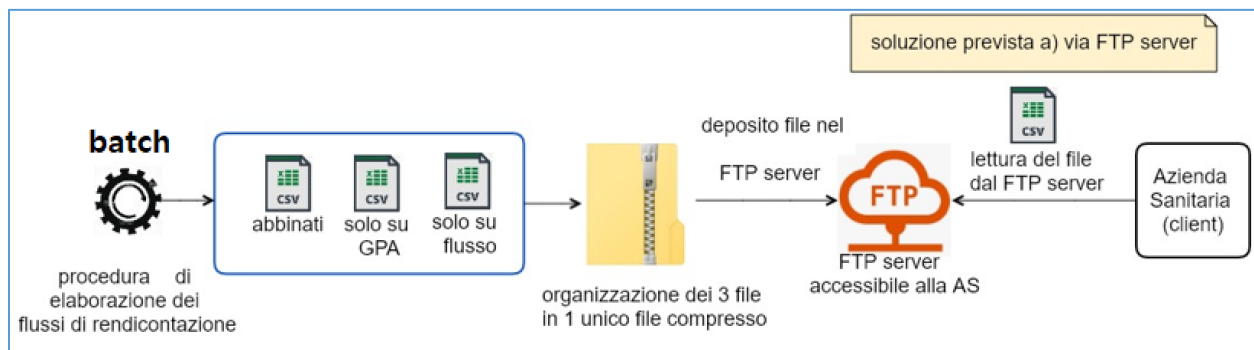 soluzione prevista a) via FTP server
batch
procedura di
elaborazione dei
flussi di rendicontazione
CSV
abbinati
CSV
solo su
GPA
CSV
solo su
flusso
organizzazione dei 3 file
in 1 unico file compresso
deposito file nel
FTP server
FTP
FTP server
accessibile alla AS
CSV
lettura del file
dal FTP server
Azienda
Sanitaria
(client)